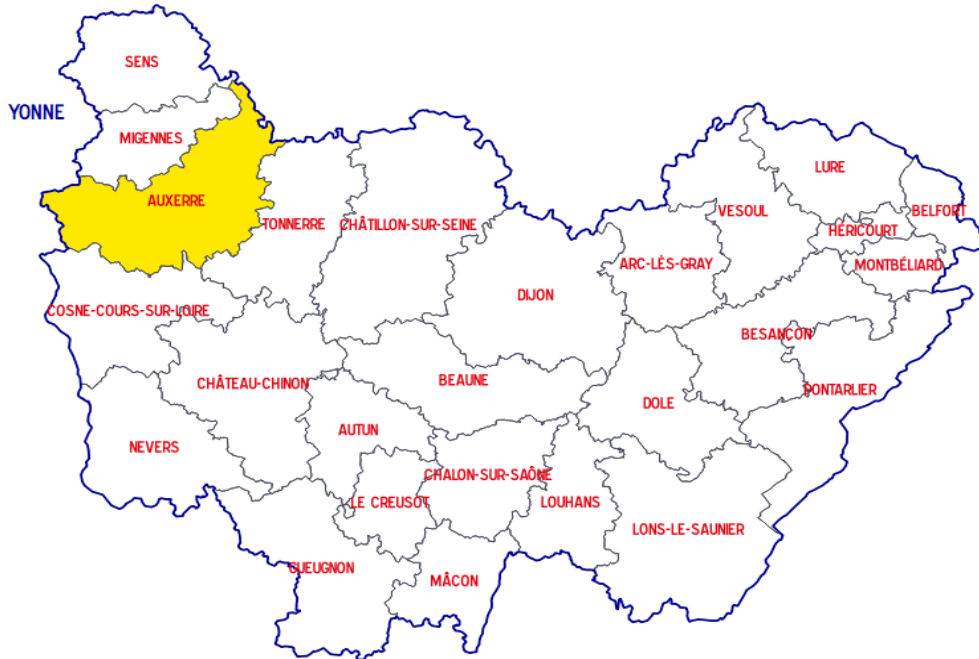 SENS
YONNE
MIGENNES
LURE
AUXERRE
VESOUL
BELFORT
TONNERRE
CHÂTILLON-SUR-SEINE
HÉRICOURT
ARC-LÈS-GRAY
MONTBÉLIARD
DIJON
COSNE-COURS-SUR-LOIRE
BESANÇON
CHÂTEAU-CHINON
BEAUNE
PONTARLIER
DOLE
AUTUN
NEVERS
CHALON-SUR-SAÔNE
LE CREUSOT
LOUHANS
LONS-LE-SAUNIER
GUEUGNON
MÂCON